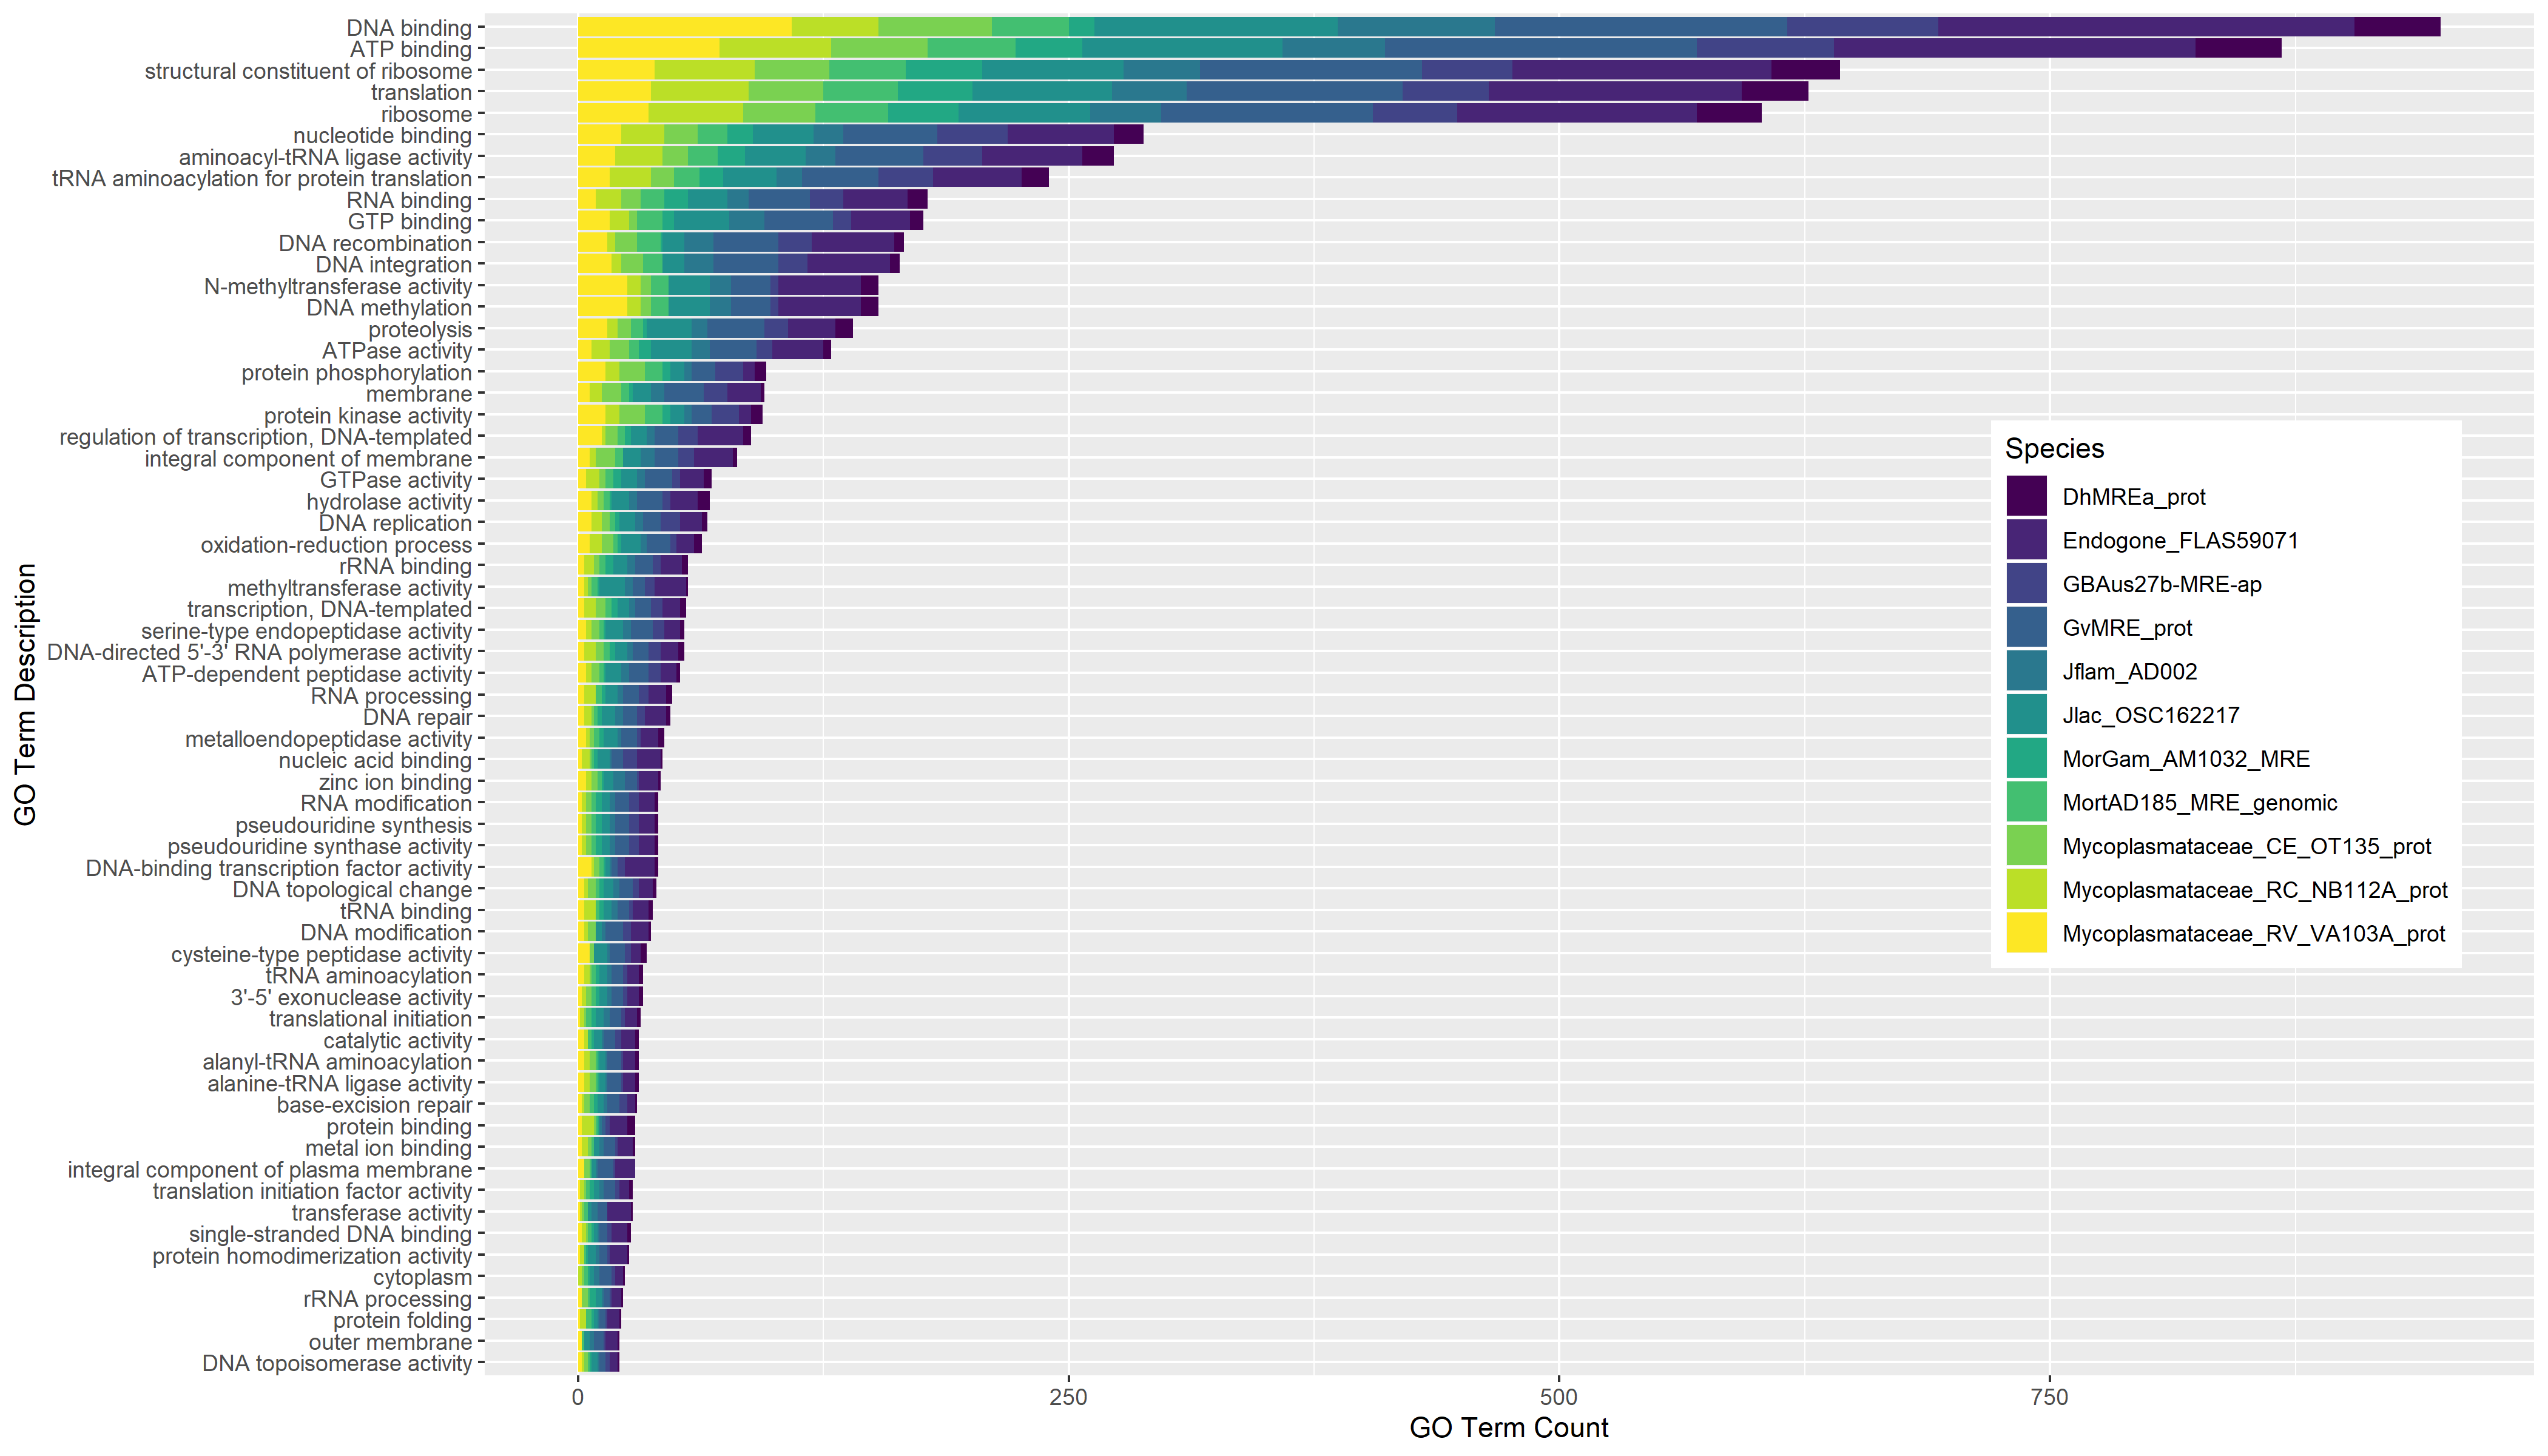 DNA binding
ATP binding
structural constituent of ribosome
translation
ribosome
nucleotide binding
aminoacyl-tRNA ligase activity
tRNA aminoacylation for protein translation
RNA binding
GTP binding
DNA recombination
DNA integration
N-methyltransferase activity
DNA methylation
proteolysis
ATPase activity
protein phosphorylation
membrane
protein kinase activity
regulation of transcription, DNA-templated
integral component of membrane
GTPase activity
hydrolase activity
DNA replication
oxidation-reduction process
rRNA binding
methyltransferase activity
transcription, DNA-templated
serine-type endopeptidase activity
DNA-directed 5'-3' RNA polymerase activity
ATP-dependent peptidase activity
RNA processing
DNA repair
metalloendopeptidase activity
nucleic acid binding
zinc ion binding
RNA modification
pseudouridine synthesis
pseudouridine synthase activity
DNA-binding transcription factor activity
DNA topological change
tRNA binding
DNA modification
cysteine-type peptidase activity
tRNA aminoacylation
3'-5' exonuclease activity
translational initiation
catalytic activity
alanyl-tRNA aminoacylation
alanine-tRNA ligase activity
base-excision repair
protein binding
metal ion binding
integral component of plasma membrane
translation initiation factor activity
transferase activity
single-stranded DNA binding
protein homodimerization activity
cytoplasm
rRNA processing
protein folding
outer membrane
DNA topoisomerase activity
GO Term Description
0 250 500 750
GO Term Count
Species
DhMREa_prot
Endogone_FLAS59071
GBAus27b-MRE-ap
GvMRE_prot
Jflam_AD002
Jlac_OSC162217
MorGam_AM1032_MRE
MortAD185_MRE_genomic
Mycoplasmataceae_CE_OT135_prot
Mycoplasmataceae_RC_NB112A_prot
Mycoplasmataceae_RV_VA103A_prot